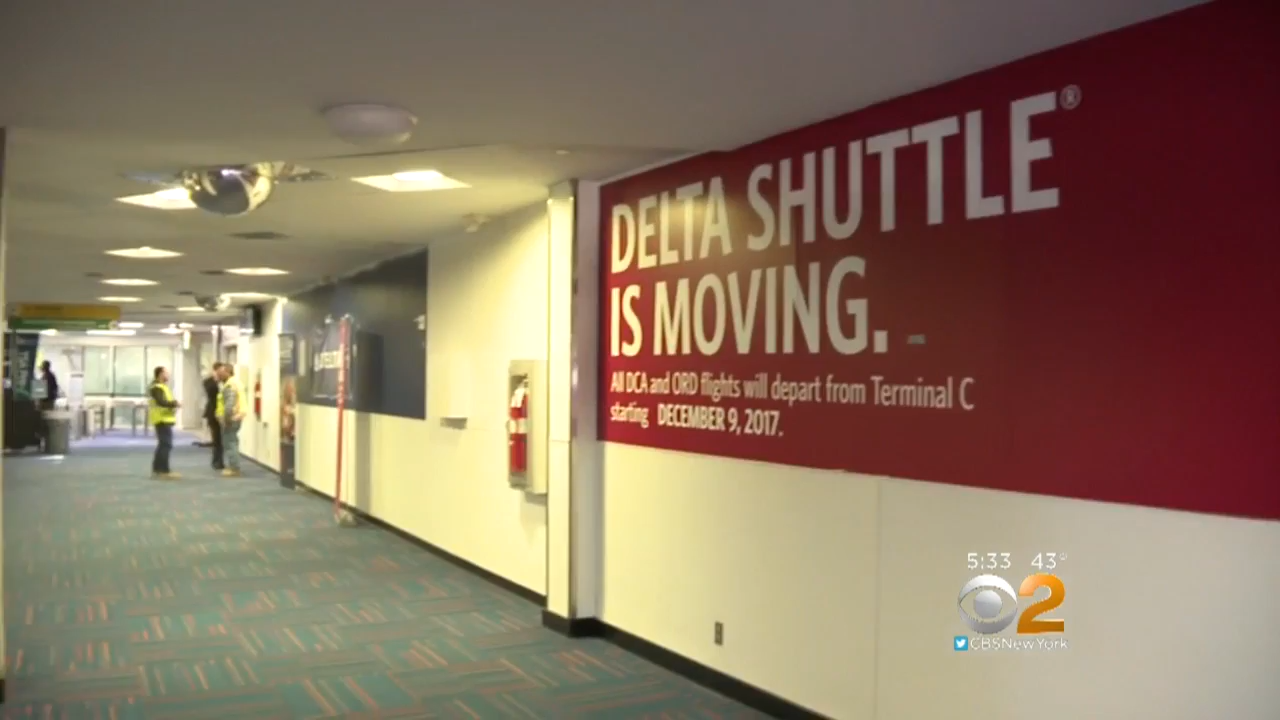 DELTA SHUTTLE®
IS MOVING.
All DCA and ORD flights will depart from Terminal C
starting DECEMBER 9, 2017.
DELTA
5:33 43°
2
CBSNewYork